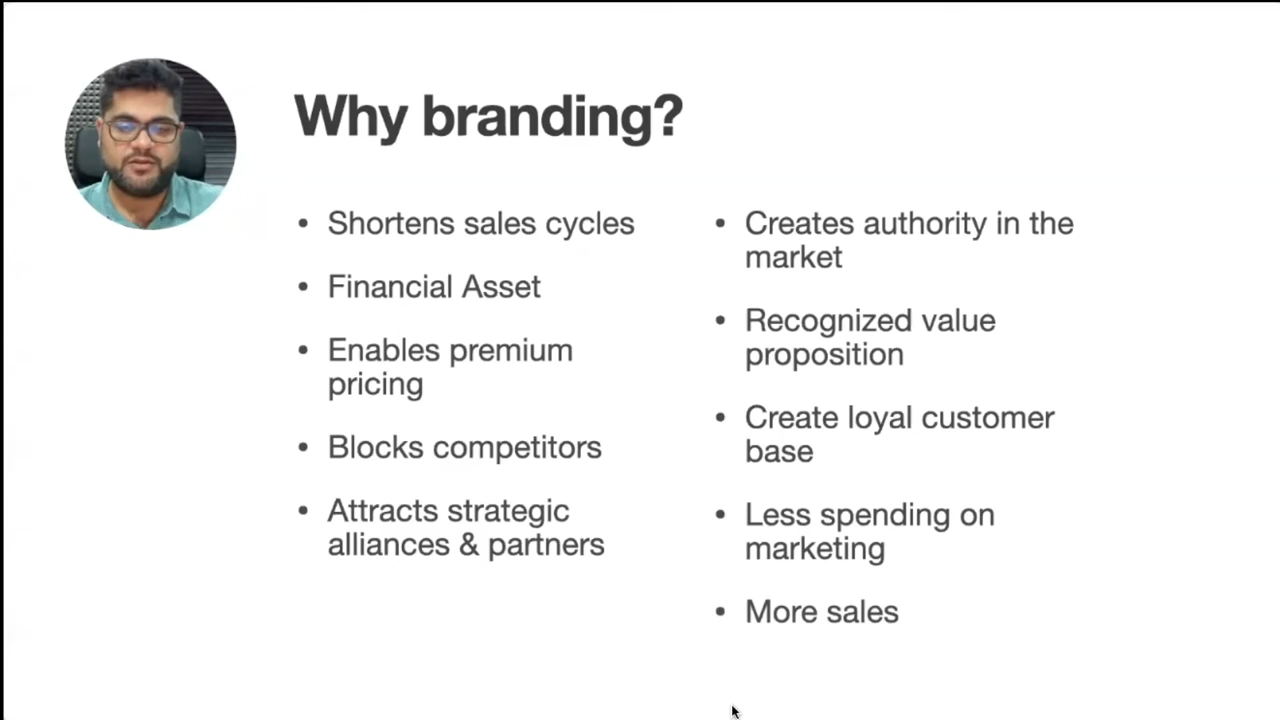 Why branding?
• Shortens sales cycles
• Financial Asset
• Enables premium
pricing
• Blocks competitors
• Attracts strategic
alliances & partners
• Creates authority in the
market
• Recognized value
proposition
• Create loyal customer
base
• Less spending on
marketing
• More sales